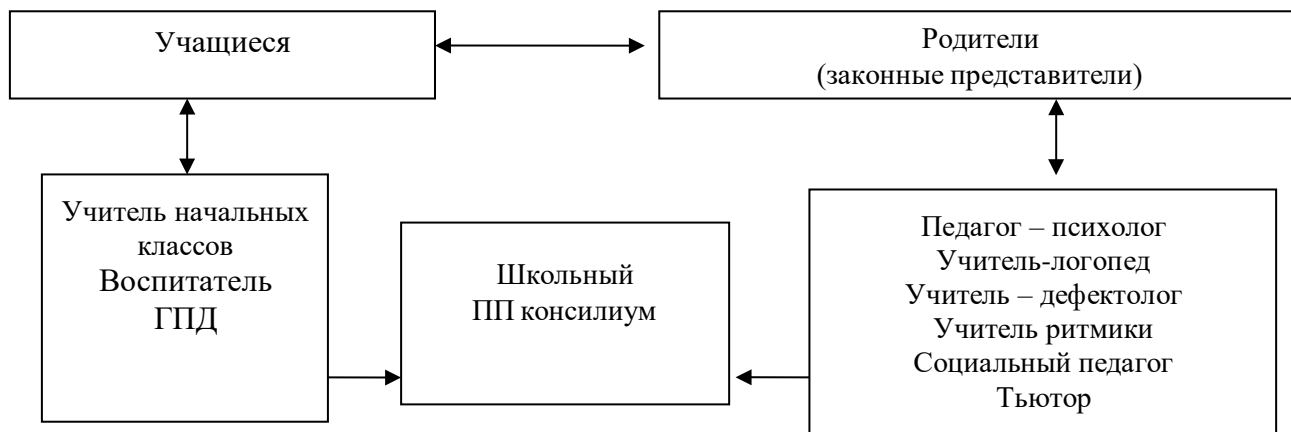 Учащиеся
Родители
(законные представители)
Учитель начальных
классов
Воспитатель
ГПД
Школьный
ПП консилиум
Педагог – психолог
Учитель-логопед
Учитель – дефектолог
Учитель ритмики
Социальный педагог
Тьютор